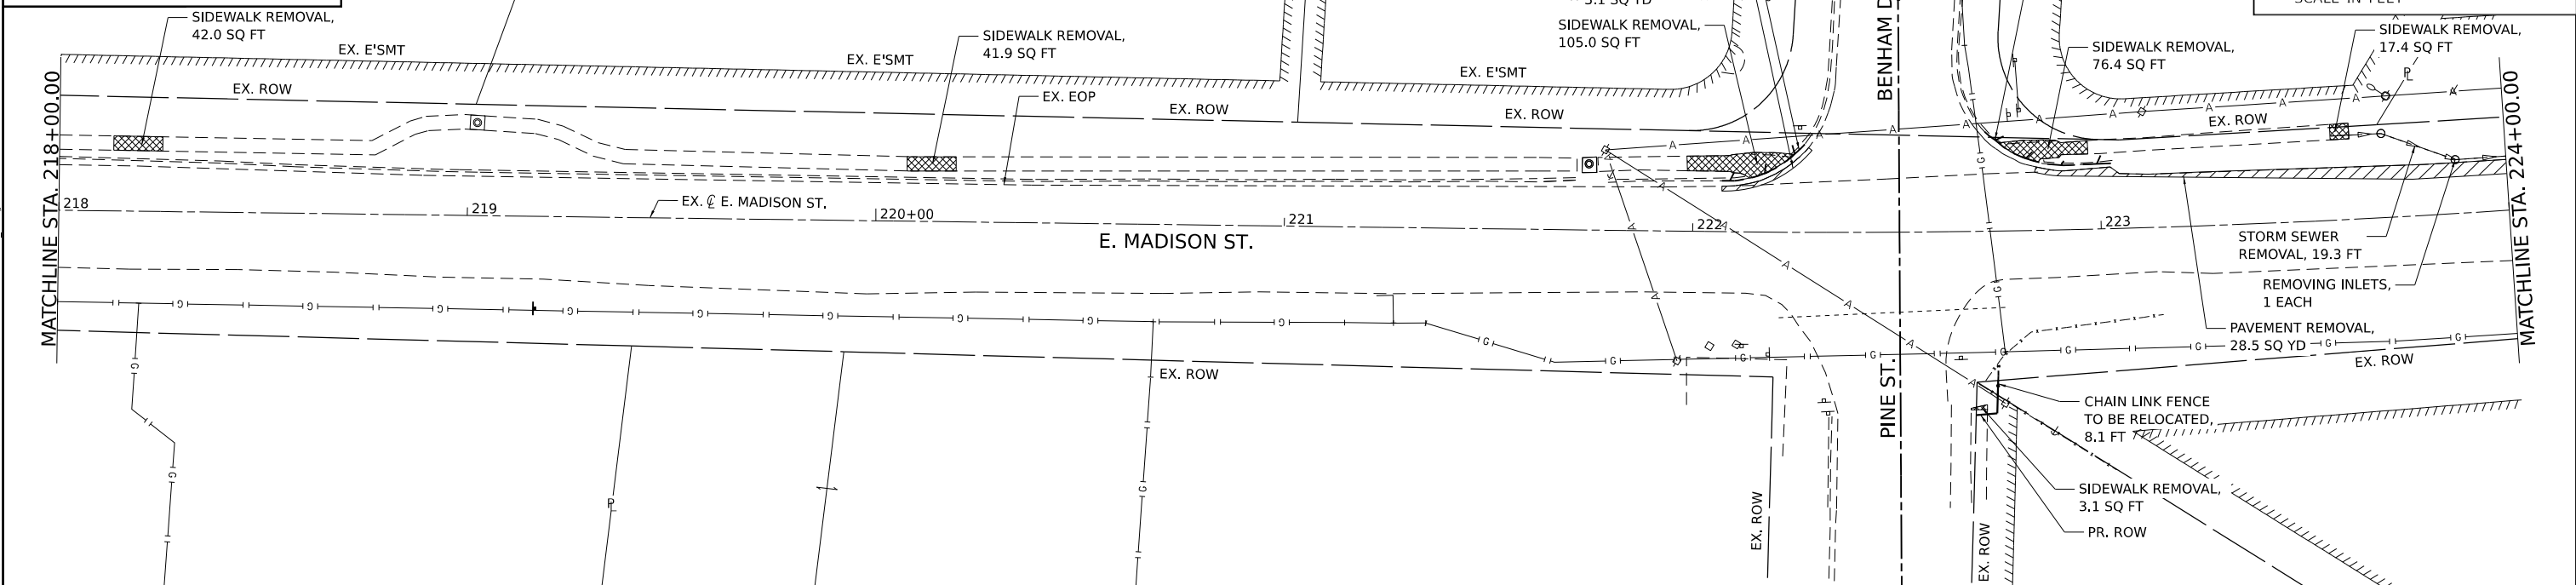 SIDEWALK REMOVAL,
42.0 SQ FT
EX. E'SMT
SIDEWALK REMOVAL,
41.9 SQ FT
EX. E'SMT
SIDEWALK REMOVAL,
105.0 SQ FT
EX. E'SMT
SIDEWALK REMOVAL,
76.4 SQ FT
SIDEWALK REMOVAL,
17.4 SQ FT
MATCHLINE STA. 218+00.00
EX. ROW
EX. EOP
EX. ROW
EX. ROW
EX. ROW
218
219
EX. ℄ E. MADISON ST.
220+00
221
222
223
E. MADISON ST.
STORM SEWER
REMOVAL, 19.3 FT
REMOVING INLETS,
1 EACH
PAVEMENT REMOVAL,
28.5 SQ YD
MATCHLINE STA. 224+00.00
EX. ROW
EX. ROW
PINE ST.
CHAIN LINK FENCE
TO BE RELOCATED,
8.1 FT
SIDEWALK REMOVAL,
3.1 SQ FT
PR. ROW
EX. ROW
EX. ROW